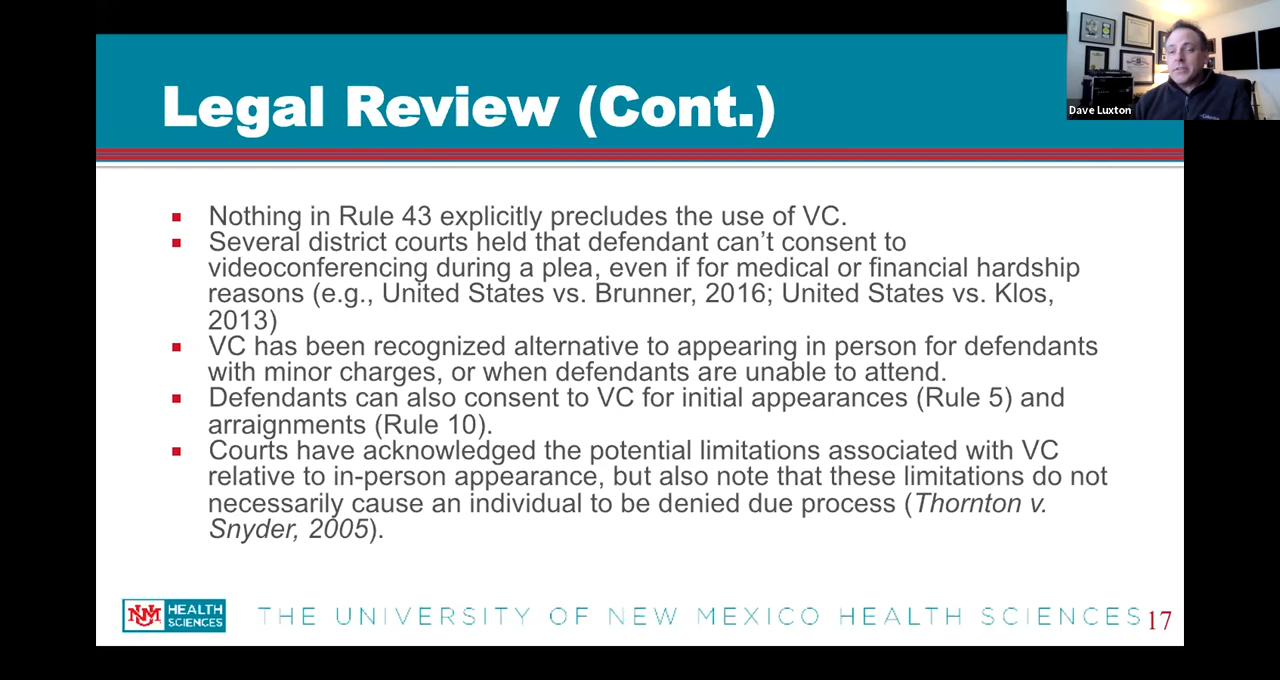 Dave Luxton
Legal Review (Cont.)
Nothing in Rule 43 explicitly precludes the use of VC.
Several district courts held that defendant can’t consent to
videoconferencing during a plea, even if for medical or financial hardship
reasons (e.g., United States vs. Brunner, 2016; United States vs. Klos,
2013)
VC has been recognized alternative to appearing in person for defendants
with minor charges, or when defendants are unable to attend.
Defendants can also consent to VC for initial appearances (Rule 5) and
arraignments (Rule 10).
Courts have acknowledged the potential limitations associated with VC
relative to in-person appearance, but also note that these limitations do not
necessarily cause an individual to be denied due process (Thornton v.
Snyder, 2005).
UNM HEALTH
SCIENCES
THE UNIVERSITY OF NEW MEXICO HEALTH SCIENCES
17